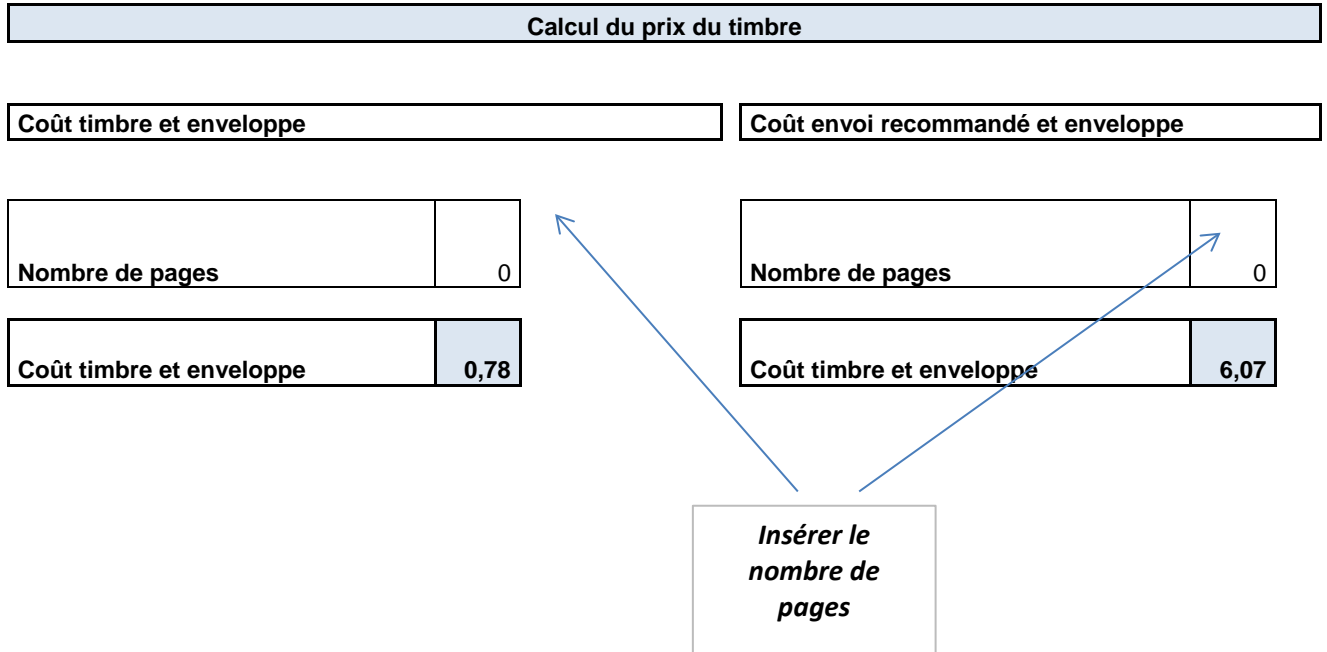 Calcul du prix du timbre
Coût timbre et enveloppe
Coût envoi recommandé et enveloppe
Nombre de pages 0
Nombre de pages 0
Coût timbre et enveloppe 0,78
Coût timbre et enveloppe 6,07
Insérer le
nombre de
pages